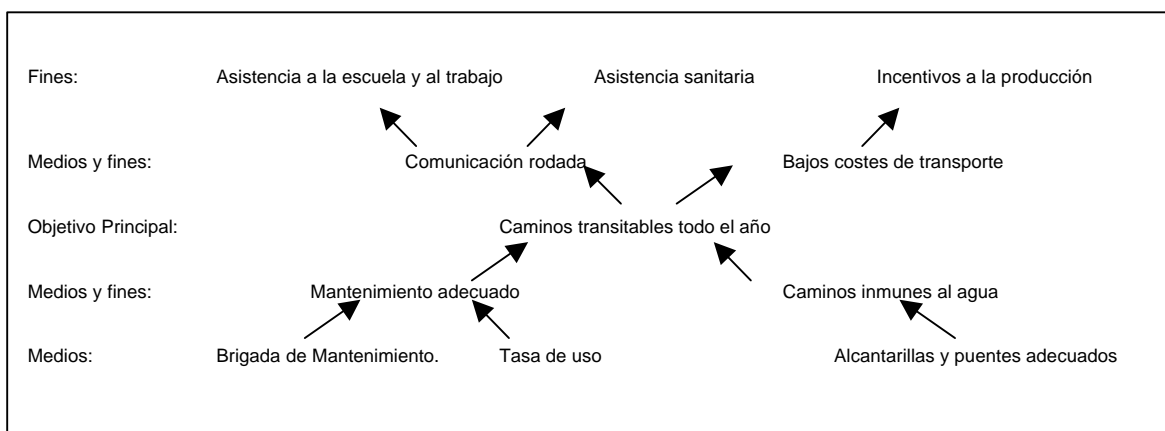 Fines: Asistencia a la escuela y al trabajo Asistencia sanitaria Incentivos a la producción
Medios y fines: Comunicación rodada Bajos costes de transporte
Objetivo Principal: Caminos transitables todo el año
Medios y fines: Mantenimiento adecuado Caminos inmunes al agua
Medios: Brigada de Mantenimiento. Tasa de uso Alcantarillas y puentes adecuados